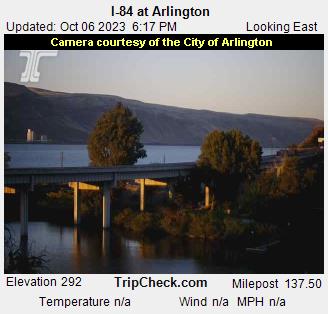 I-84 at Arlington
Updated: Oct 06 2023 6:17 PM Looking East
Camera courtesy of the City of Arlington
Elevation 292 TripCheck.com Milepost 137.50
Temperature n/a Wind n/a MPH n/a